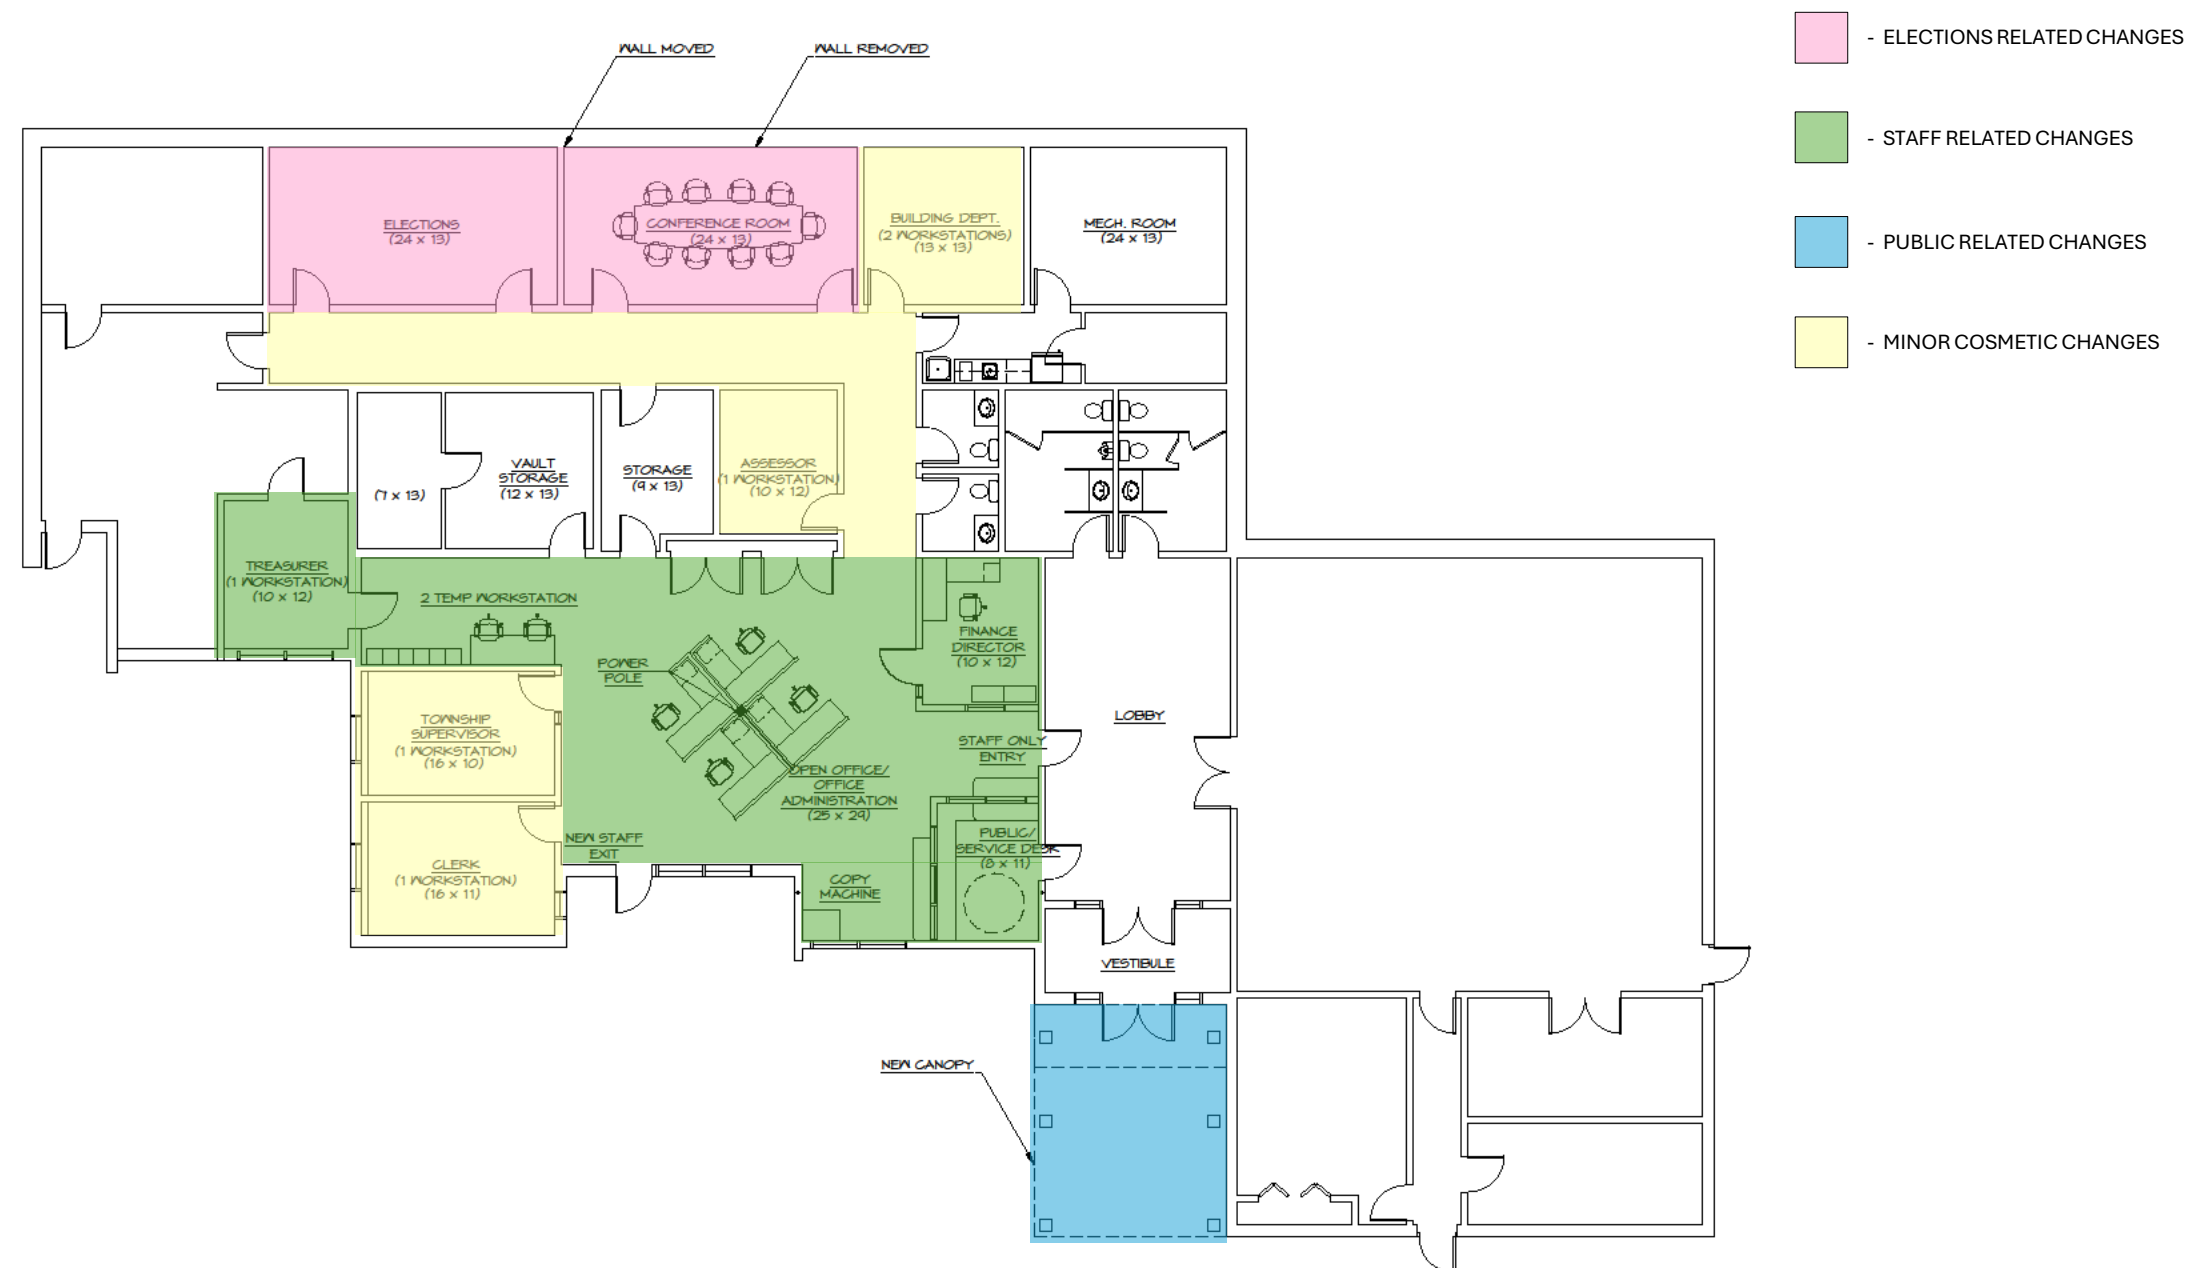 WALL MOVED
WALL REMOVED
- ELECTIONS RELATED CHANGES
- STAFF RELATED CHANGES
- PUBLIC RELATED CHANGES
- MINOR COSMETIC CHANGES
ELECTIONS
(24 x 13)
CONFERENCE ROOM
(24 x 13)
BUILDING DEPT.
(2 WORKSTATIONS)
(13 x 13)
MECH. ROOM
(24 x 13)
(7 x 13)
VAULT
STORAGE
(12 x 13)
STORAGE
(9 x 13)
ASSESSOR
(1 WORKSTATION)
(10 x 12)
TREASURER
(1 WORKSTATION)
(10 x 12)
2 TEMP WORKSTATION
POWER
POLE
FINANCE
DIRECTOR
(10 x 12)
TOWNSHIP
SUPERVISOR
(1 WORKSTATION)
(16 x 10)
LOBBY
STAFF ONLY
ENTRY
OPEN OFFICE/
OFFICE
ADMINISTRATION
(25 x 29)
NEW STAFF
EXIT
PUBLIC/
SERVICE DESK
(8 x 11)
CLERK
(1 WORKSTATION)
(16 x 11)
COPY
MACHINE
VESTIBULE
NEW CANOPY